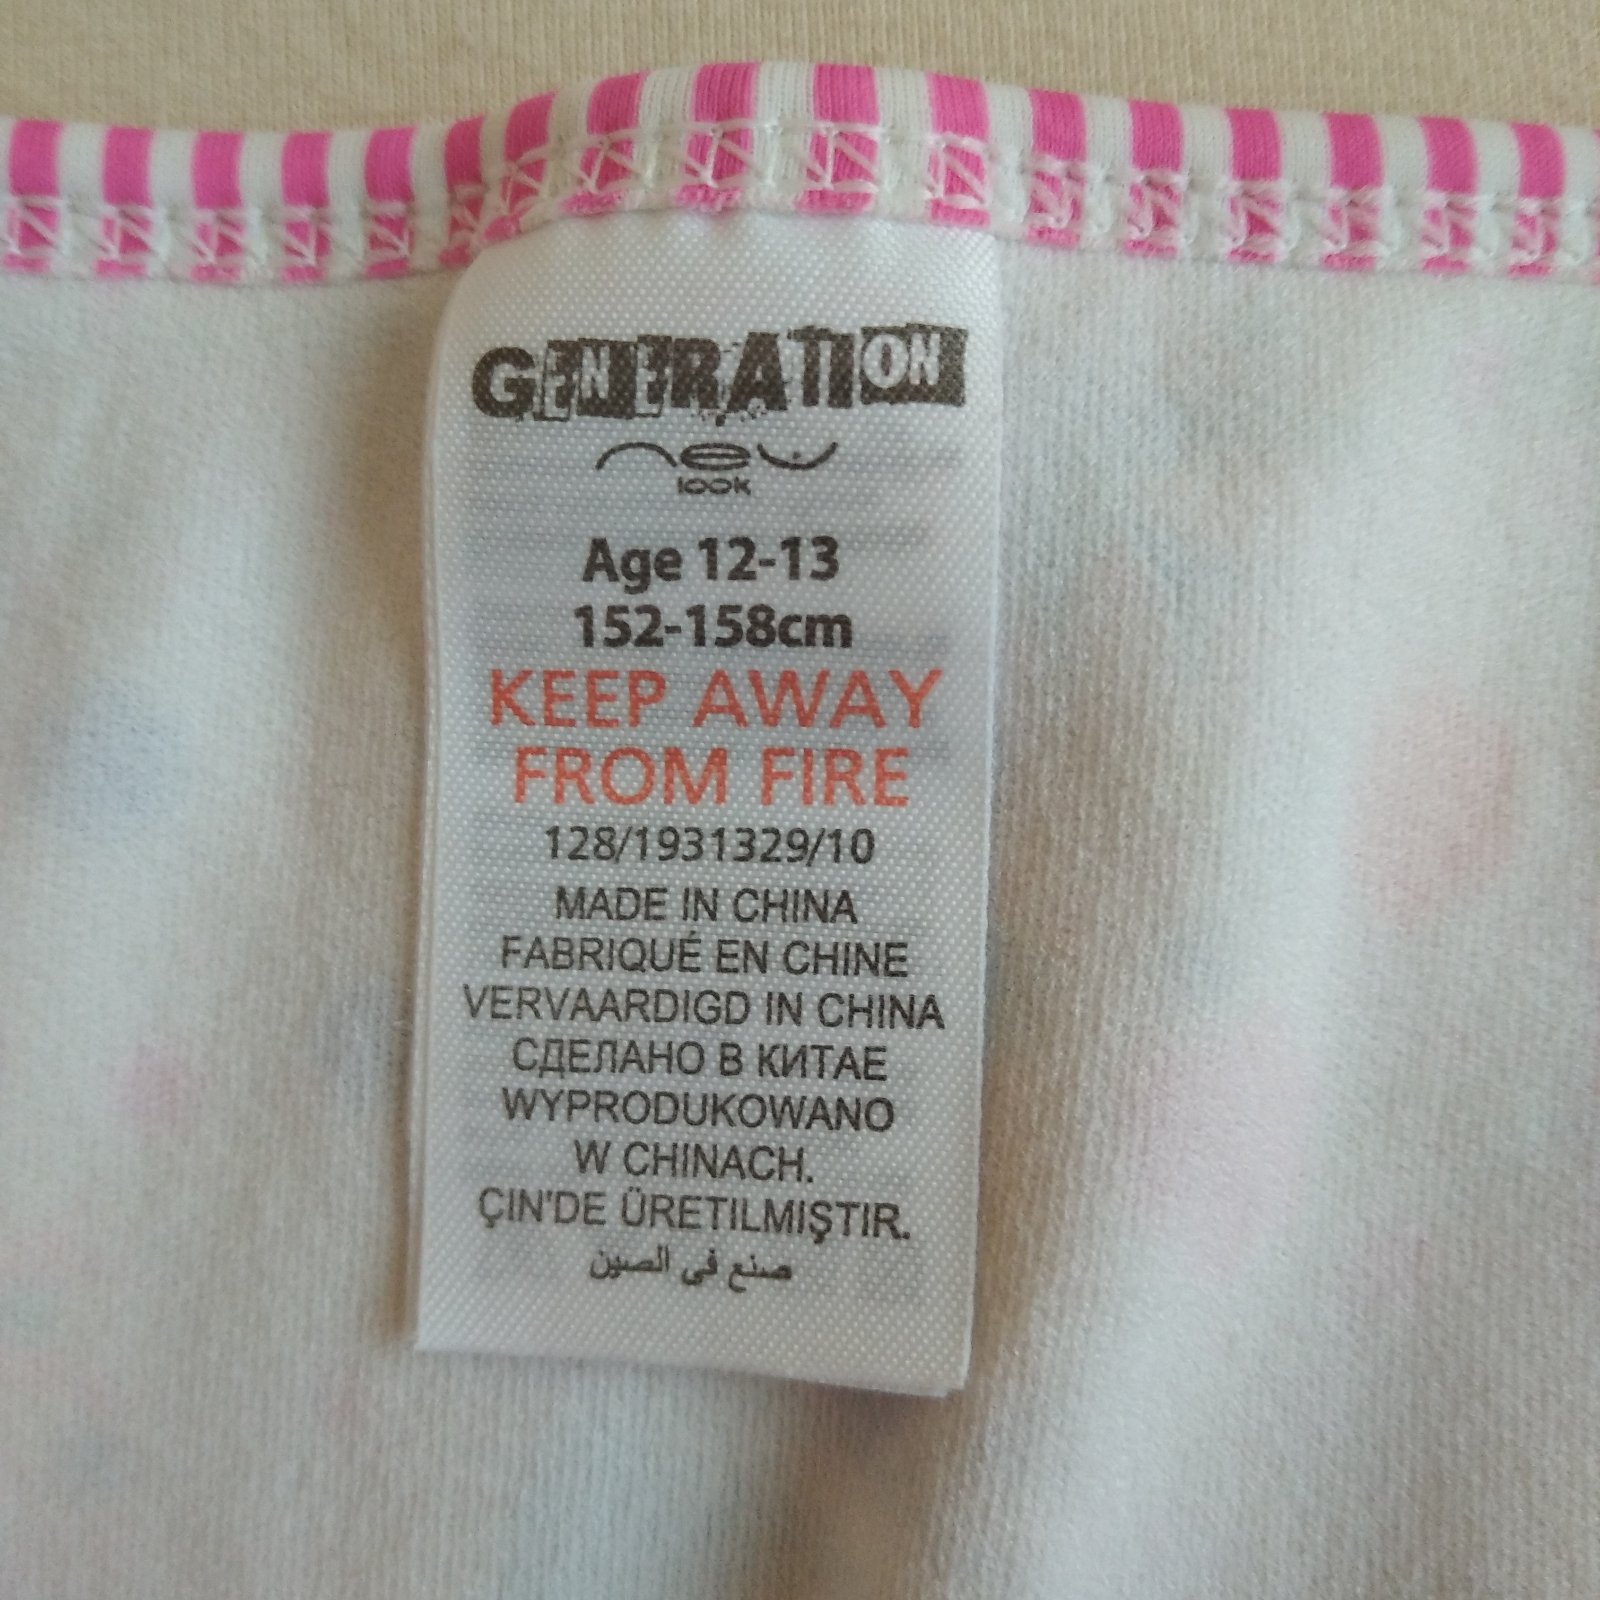 GENERATION
new
look
Age 12-13
152-158cm
KEEP AWAY
FROM FIRE
128/1931329/10
MADE IN CHINA
FABRIQUÉ EN CHINE
VERVAARDIGD IN CHINA
СДЕЛАНО В КИТАЕ
WYPRODUKOWANO
W CHINACH.
ÇIN'DE ÜRETILMIŞTIR.
صنع في الصين